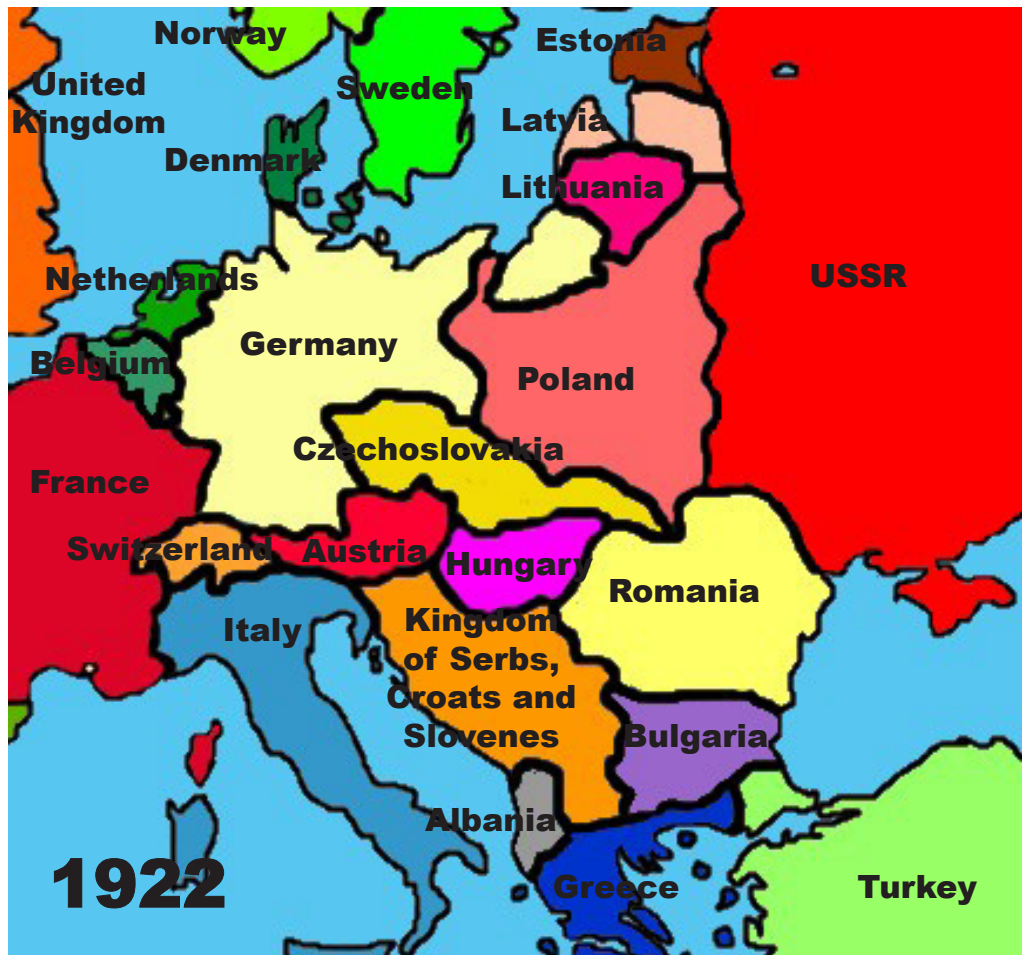 Norway
Estonia
United
Kingdom
Sweden
Latvia
Denmark
Lithuania
Netherlands
USSR
Germany
Belgium
Poland
Czechoslovakia
France
Switzerland
Austria
Hungary
Romania
Italy
Kingdom
of Serbs,
Croats and
Slovenes
Bulgaria
Albania
1922
Greece
Turkey